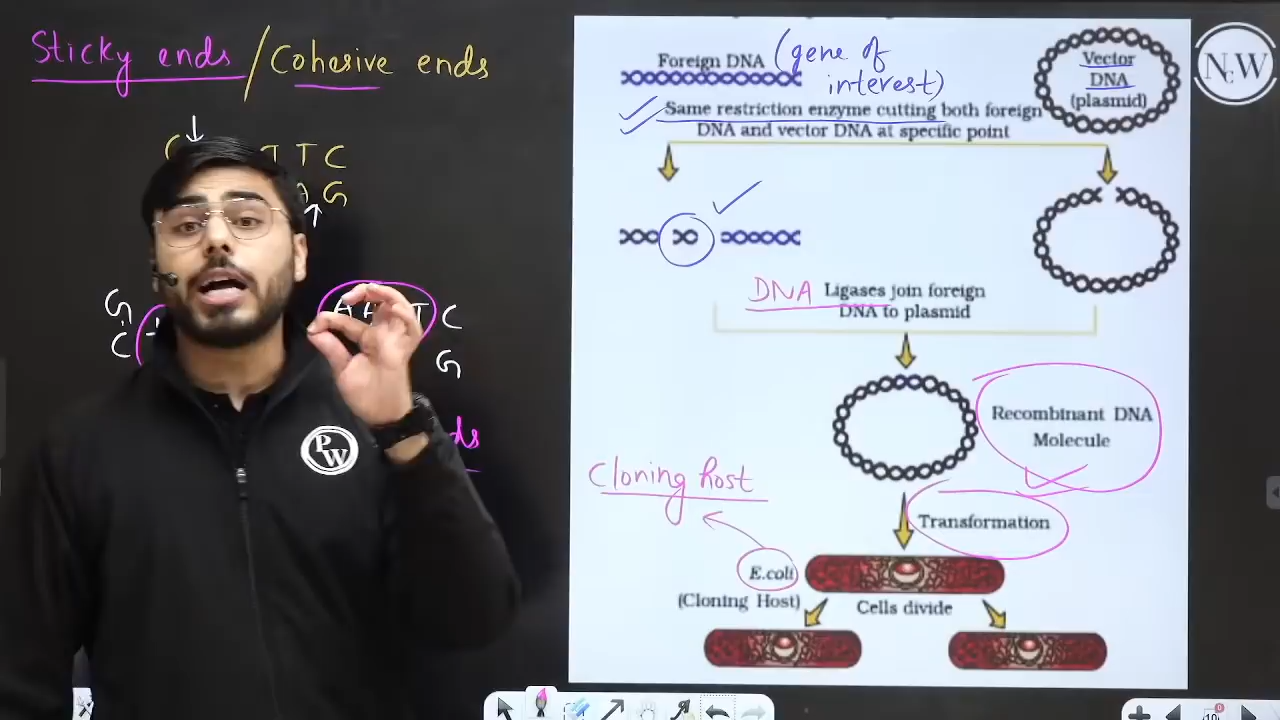 Sticky ends / Cohesive ends
T T C
A G
G A A T T C
C G
ds
P W
Foreign DNA (gene of interest)
Vector
DNA
(plasmid)
NCW
Same restriction enzyme cutting both foreign
DNA and vector DNA at specific point
DNA Ligases join foreign
DNA to plasmid
Recombinant DNA
Molecule
Cloning host
Transformation
E.coli
(Cloning Host)
Cells divide